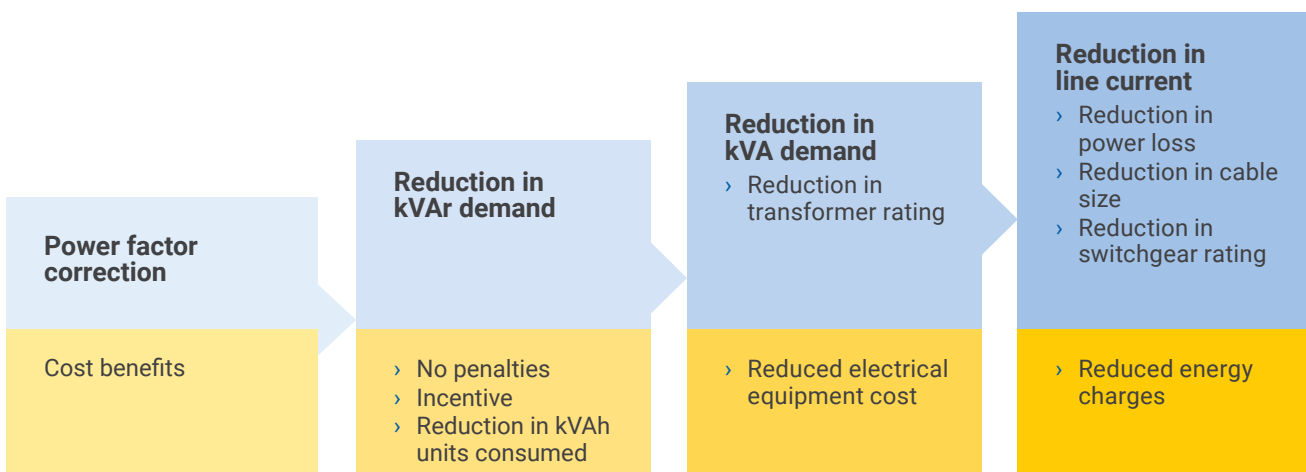 Power factor
correction
Cost benefits
Reduction in
kVAr demand
› No penalties
› Incentive
› Reduction in kVAh
units consumed
Reduction in
kVA demand
› Reduction in
transformer rating
› Reduced electrical
equipment cost
Reduction in
line current
› Reduction in
power loss
› Reduction in cable
size
› Reduction in
switchgear rating
› Reduced energy
charges